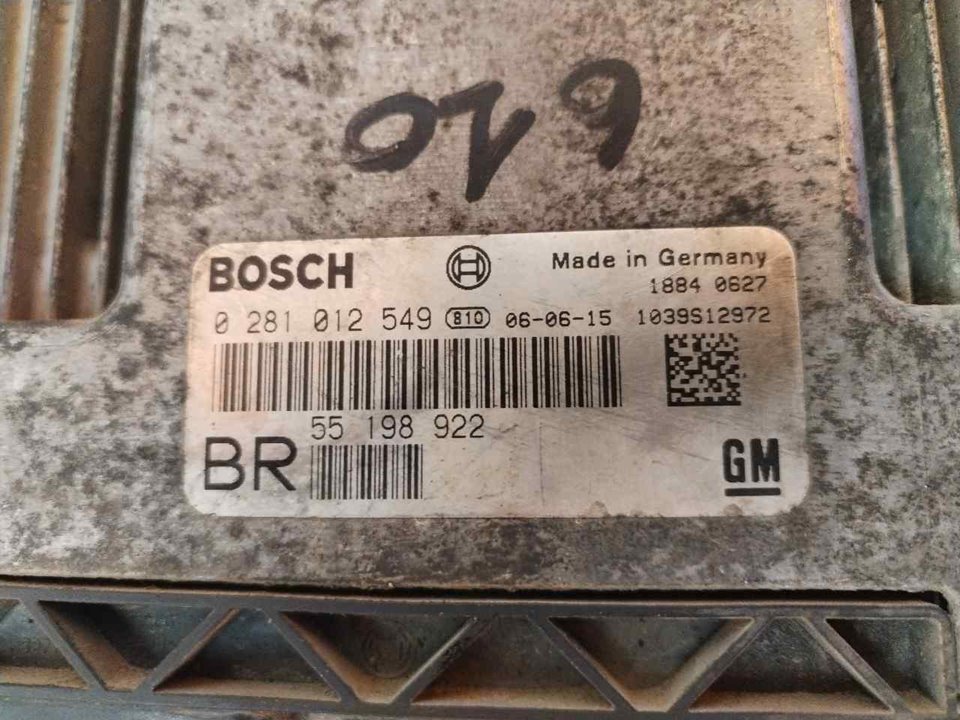 BOSCH
Made in Germany
1884 0627
0 281 012 549 810 06-06-15 1039S12972
55 198 922
BR
GM